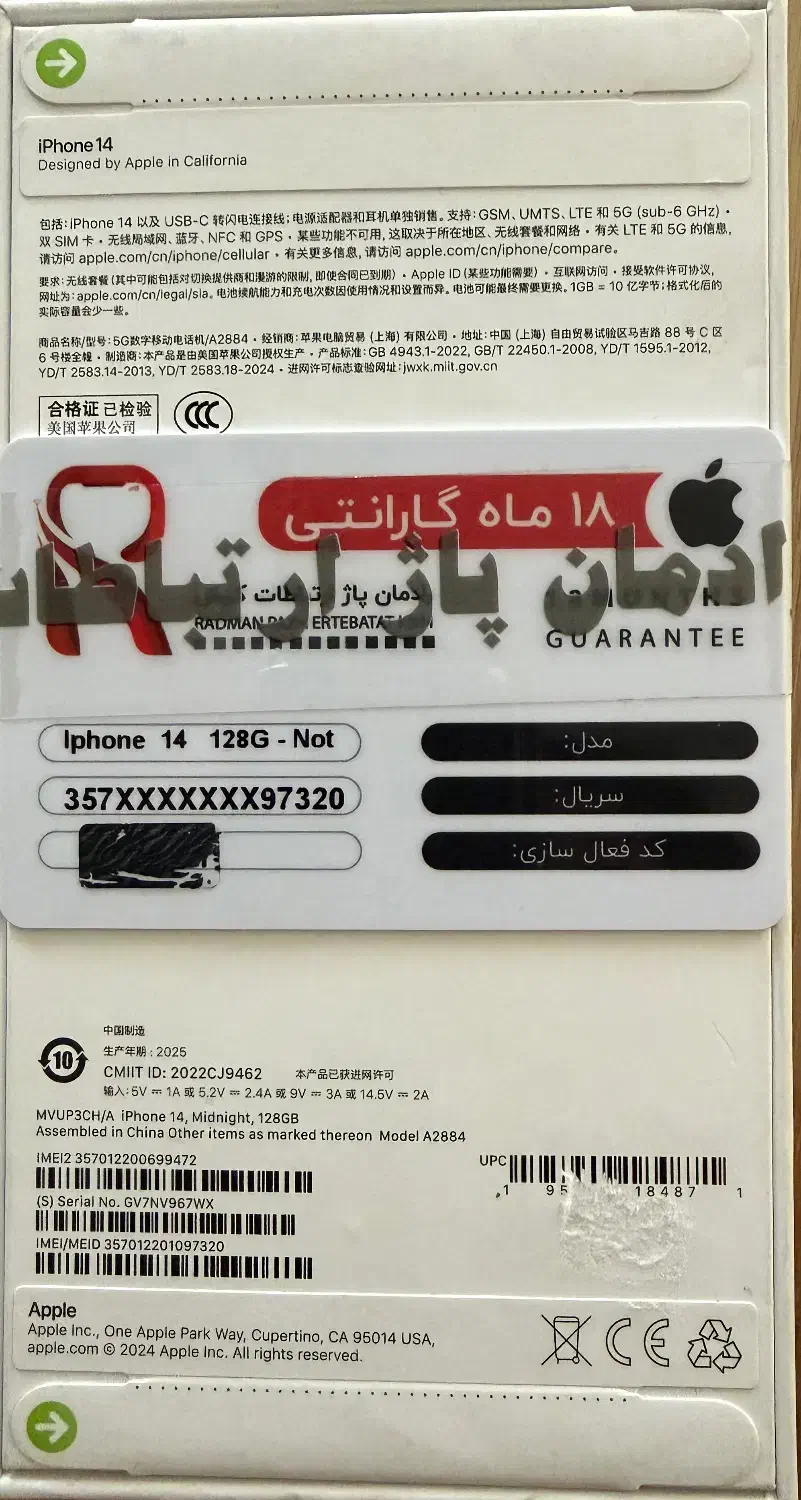 iPhone 14
Designed by Apple in California
包括：iPhone 14 以及 USB-C 转闪电连接线；电源适配器和耳机单独销售。支持：GSM、UMTS、LTE 和 5G (sub-6 GHz)・
双 SIM 卡・无线局域网、蓝牙、NFC 和 GPS・某些功能不可用，这取决于所在地区、无线套餐和网络・有关 LTE 和 5G 的信息，
请访问 apple.com/cn/iphone/cellular・有关更多信息，请访问 apple.com/cn/iphone/compare。
要求：无线套餐（其中可能包括对切换提供商和漫游的限制，即使合同已到期）・Apple ID（某些功能需要）・互联网访问・接受软件许可协议，
网址为：apple.com/cn/legal/sla。电池续航能力和充电次数因使用情况和设置而异。电池可能最终需要更换。1GB = 10 亿字节；格式化后的
实际容量会少一些。
商品名称/型号：5G数字移动电话机/A2884・经销商：苹果电脑贸易（上海）有限公司・地址：中国（上海）自由贸易试验区马吉路 88 号 C 区
6 号楼全幢・制造商：本产品是由美国苹果公司授权生产・产品标准：GB 4943.1-2022, GB/T 22450.1-2008, YD/T 1595.1-2012,
YD/T 2583.14-2013, YD/T 2583.18-2024・进网许可标志查验网址：jwxk.miit.gov.cn
合格证 已检验
美国苹果公司
CCC
۱۸ ماه گارانتی
ادمان پاژ ارتباطات
پاژ
RADMAN ERTEBATAT
18 MONTHS
GUARANTEE
مدل: Iphone 14 128G - Not
سریال: 357XXXXXXX97320
کد فعال سازی:
10
中国制造
生产年期：2025
CMIIT ID: 2022CJ9462 本产品已获进网许可
输入：5V ⎓ 1A 或 5.2V ⎓ 2.4A 或 9V ⎓ 3A 或 14.5V ⎓ 2A
MVUP3CH/A iPhone 14, Midnight, 128GB
Assembled in China Other items as marked thereon Model A2884
IMEI2 357012200699472
UPC
1 95 18487 1
(S) Serial No. GV7NV967WX
IMEI/MEID 357012201097320
Apple
Apple Inc., One Apple Park Way, Cupertino, CA 95014 USA,
apple.com © 2024 Apple Inc. All rights reserved.
CE